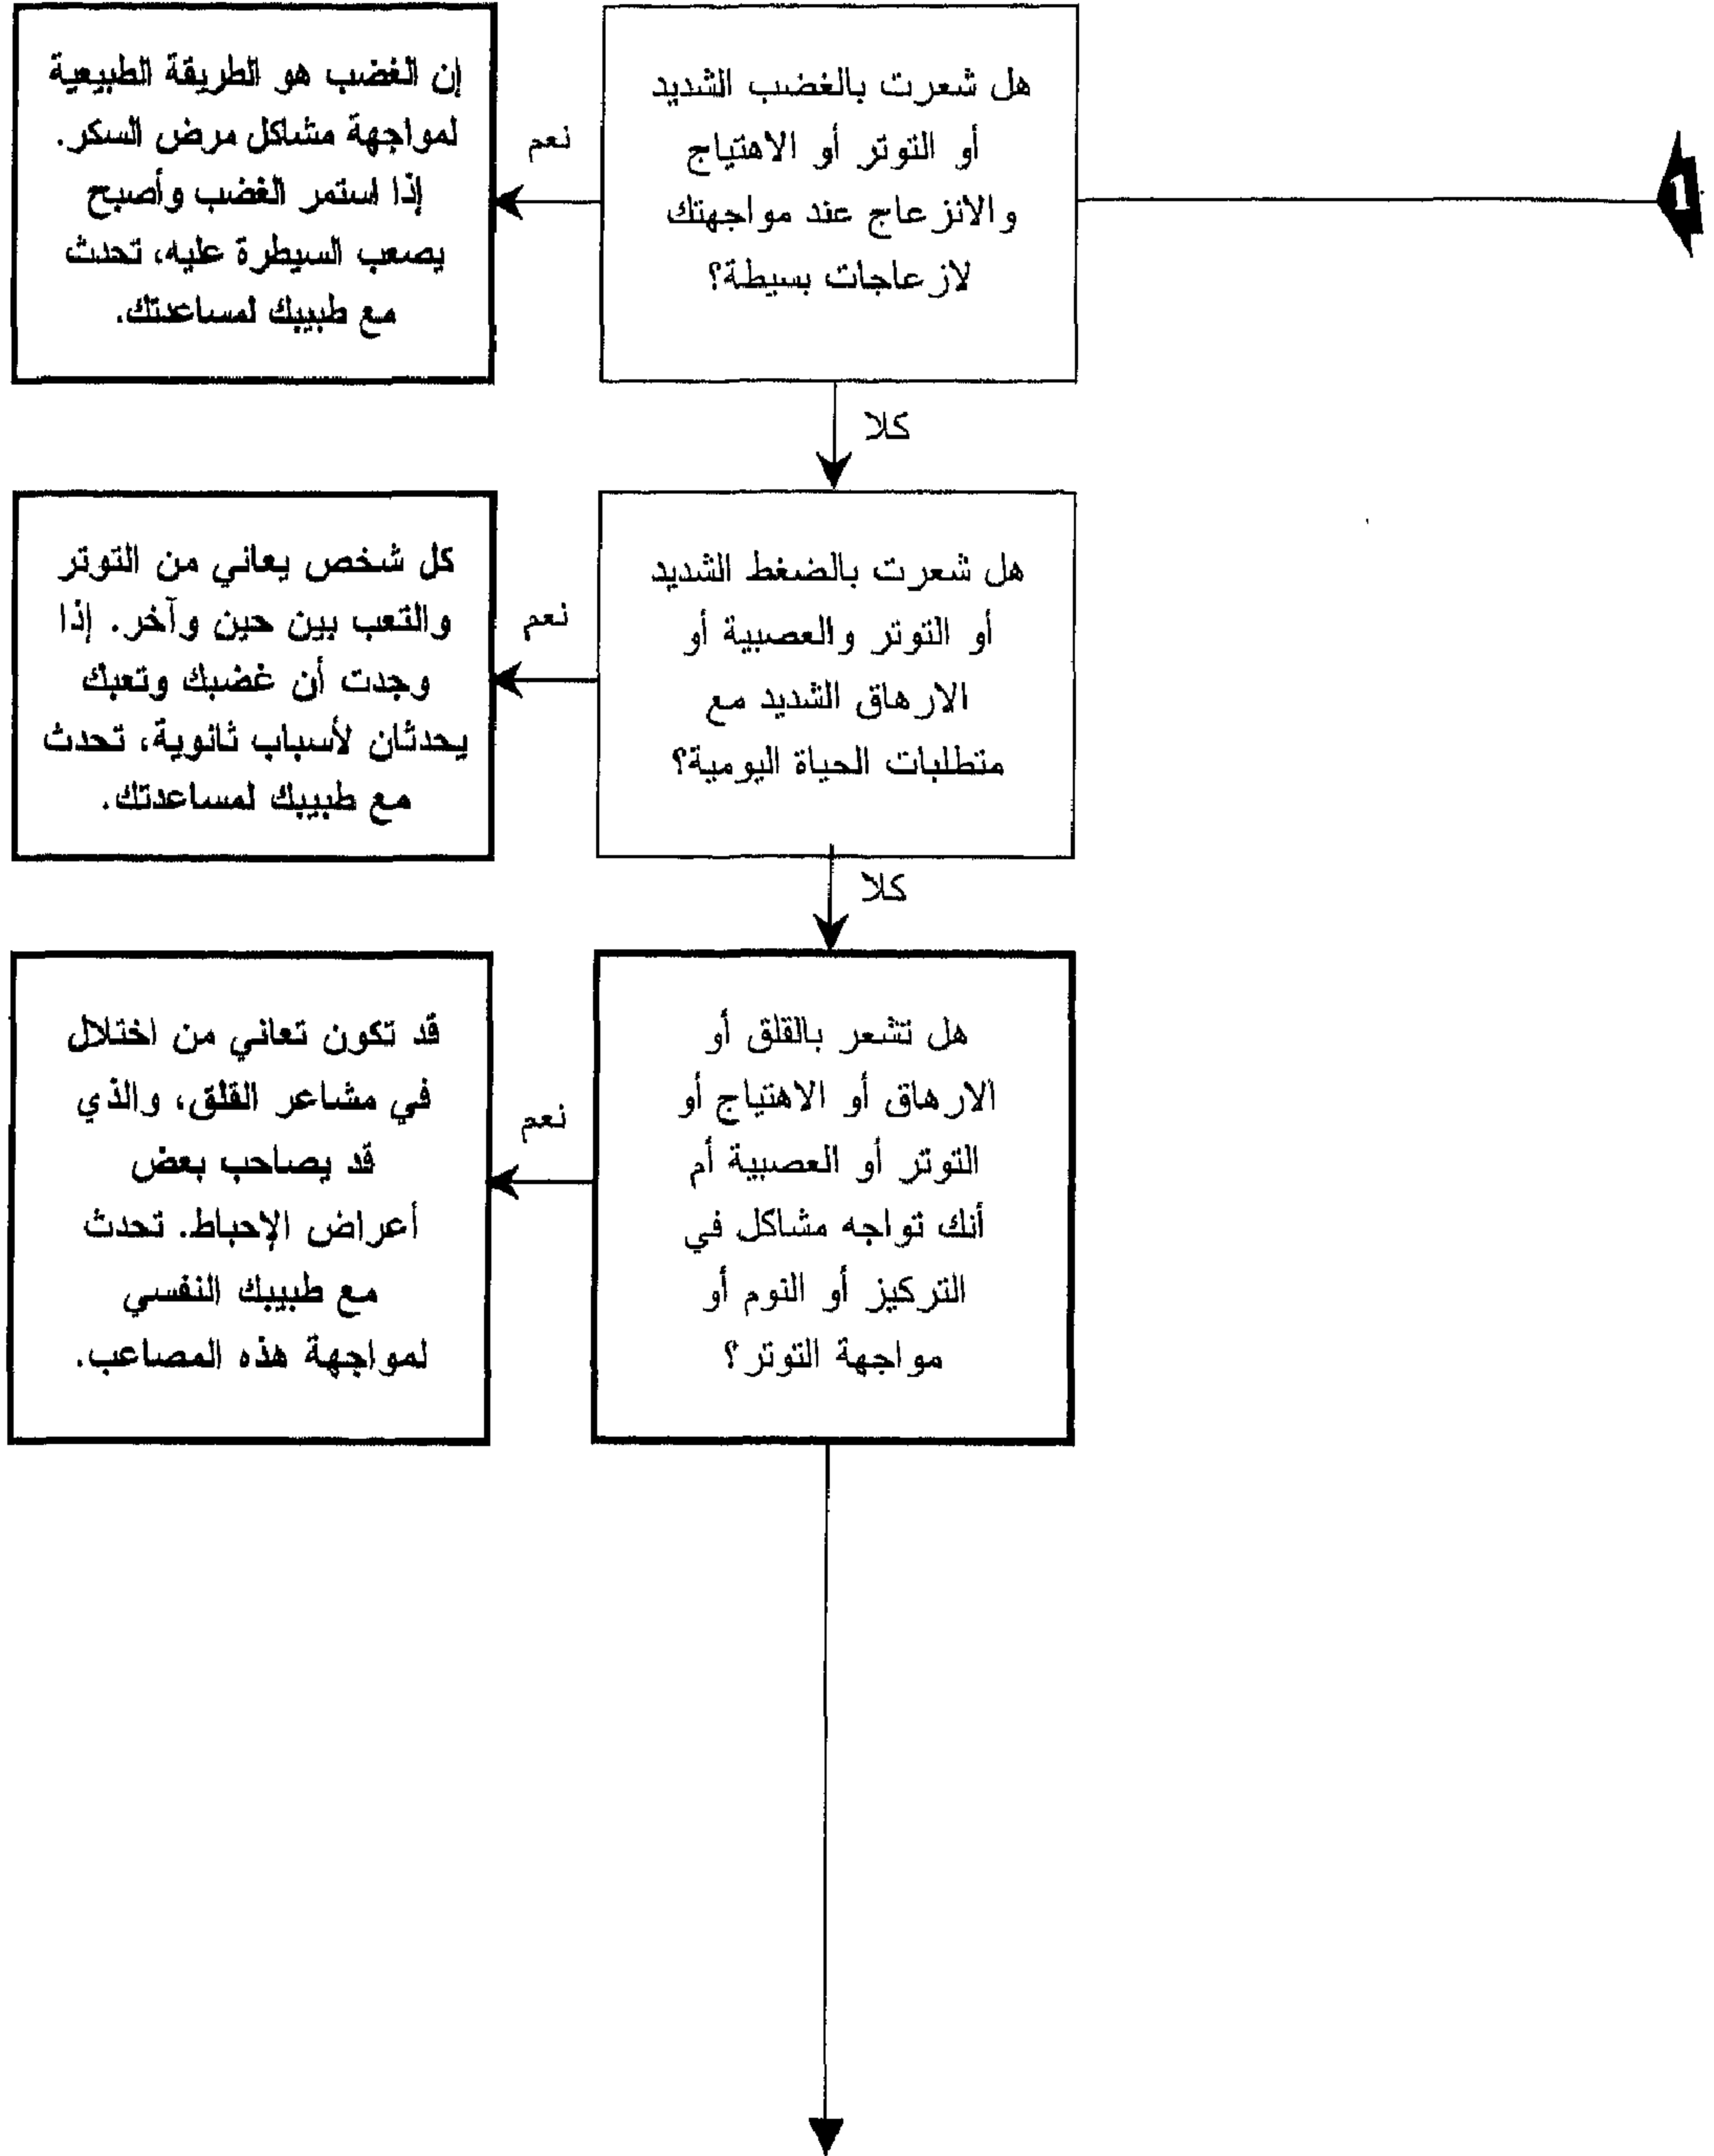 1
هل شعرت بالغضب الشديد
أو التوتر أو الاهتياج
والانزعاج عند مواجهتك
لازعاجات بسيطة؟
نعم
إن الغضب هو الطريقة الطبيعية
لمواجهة مشاكل مرض السكر.
إذا استمر الغضب وأصبح
يصعب السيطرة عليه، تحدث
مع طبيبك لمساعدتك.
كلا
هل شعرت بالضغط الشديد
أو التوتر والعصبية أو
الارهاق الشديد مع
متطلبات الحياة اليومية؟
نعم
كل شخص يعاني من التوتر
والتعب بين حين وآخر. إذا
وجدت أن غضبك وتعبك
يحدثان لأسباب ثانوية، تحدث
مع طبيبك لمساعدتك.
كلا
هل تشعر بالقلق أو
الارهاق أو الاهتياج أو
التوتر أو العصبية أم
أنك تواجه مشاكل في
التركيز أو النوم أو
مواجهة التوتر؟
نعم
قد تكون تعاني من اختلال
في مشاعر القلق، والذي
قد يصاحب بعض
أعراض الإحباط. تحدث
مع طبيبك النفسي
لمواجهة هذه المصاعب.